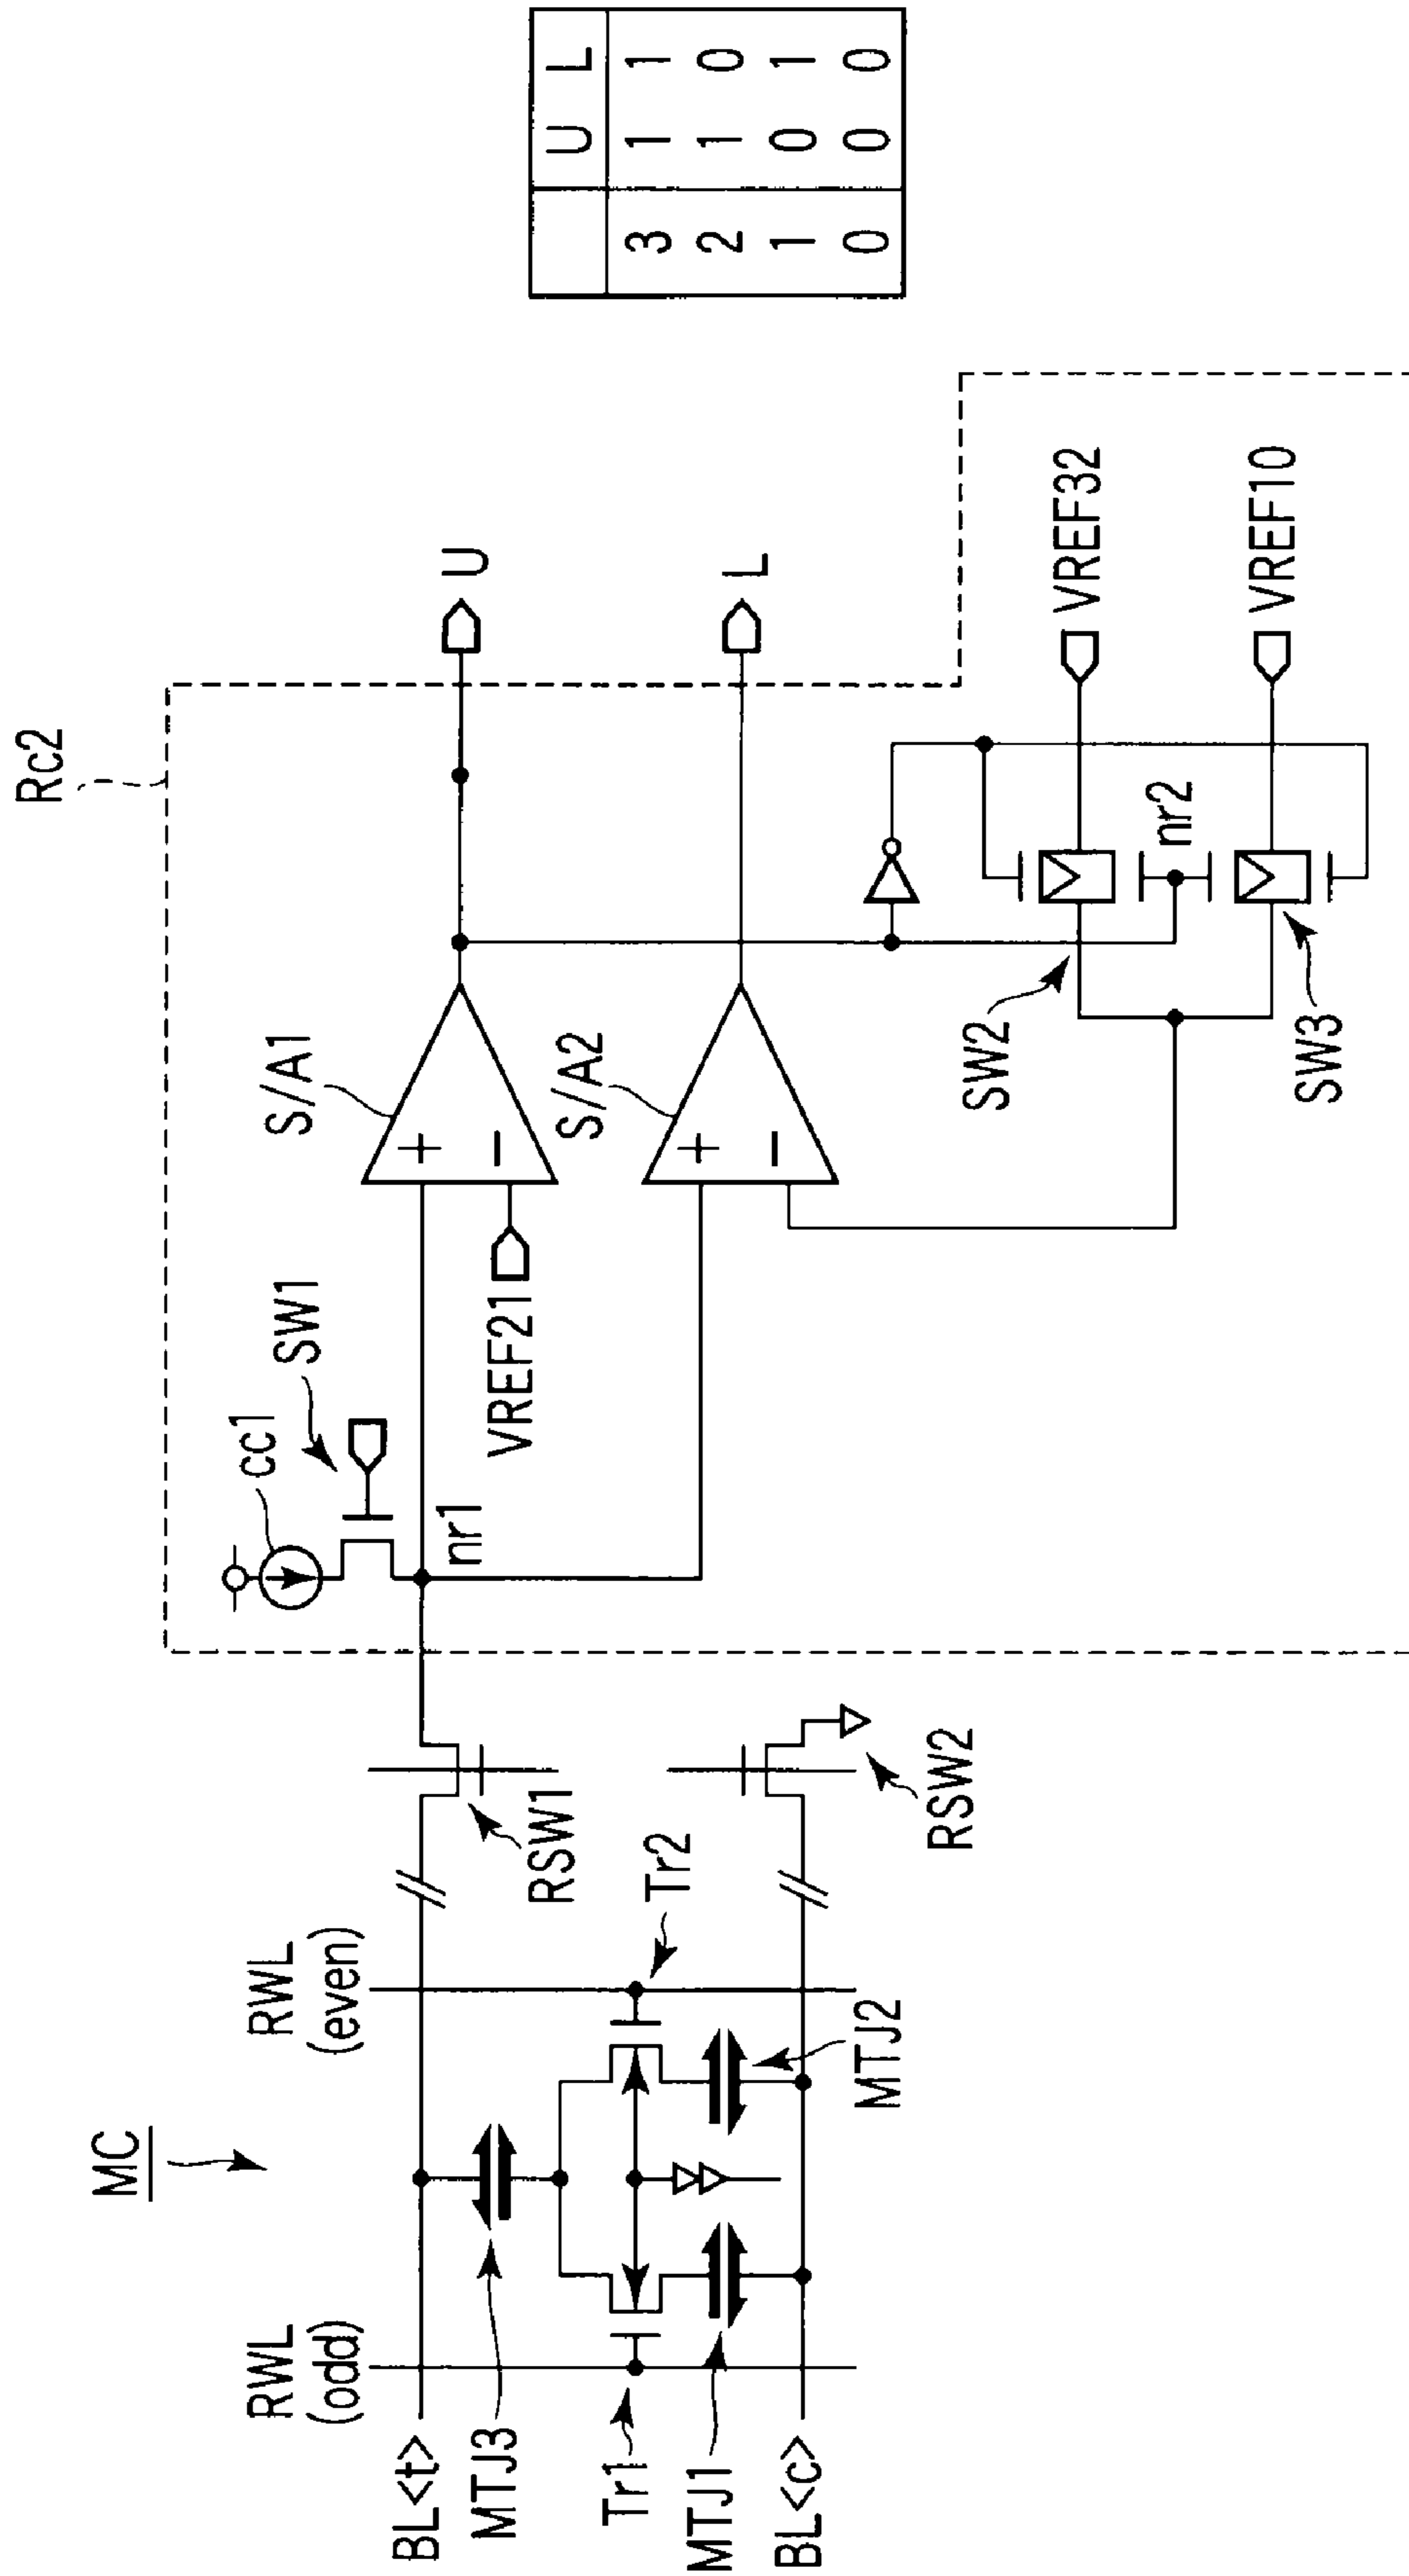 Rc2
MC
RWL
(odd)
RWL
(even)
BL<t>
MTJ3
Tr1
MTJ1
BL<c>
MTJ2
Tr2
RSW1
RSW2
cc1
SW1
nr1
VREF21
S/A1
+
−
S/A2
+
−
U
L
SW2
SW3
nr2
VREF32
VREF10
U L
3 1 1
2 1 0
1 0 1
0 0 0